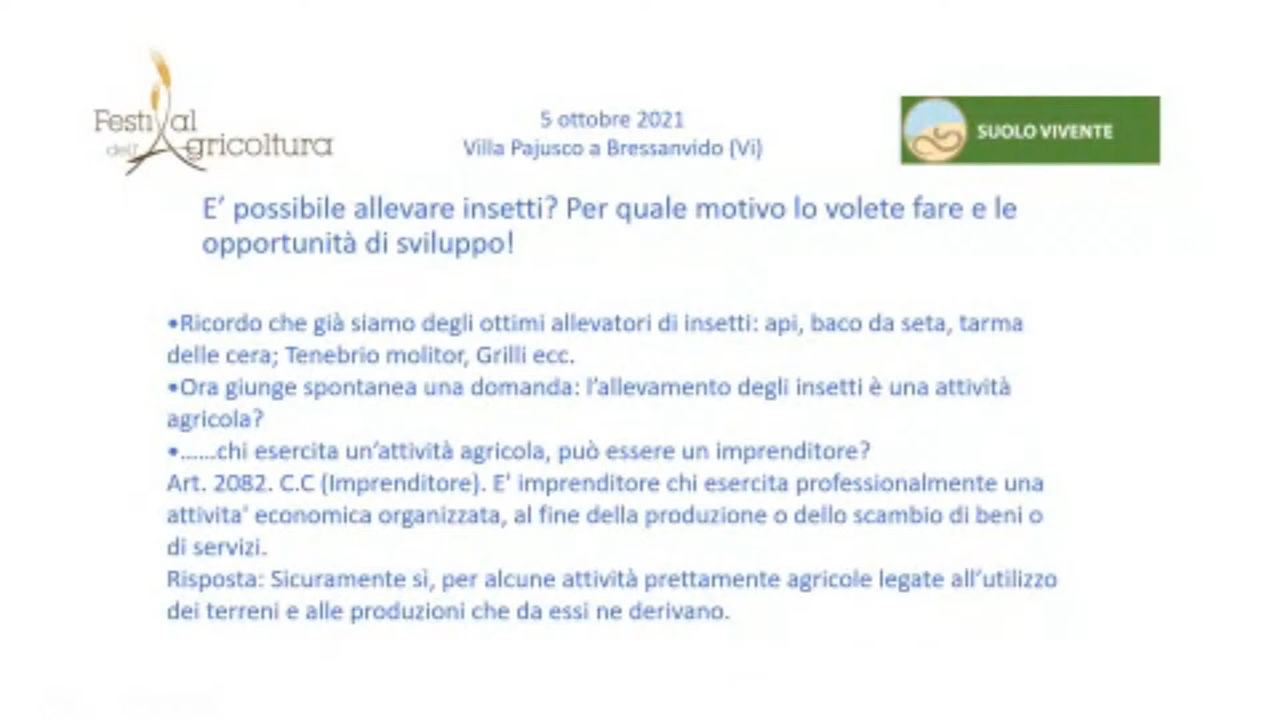 Festival
dell'Agricoltura
5 ottobre 2021
Villa Pajusco a Bressanvido (Vi)
SUOLO VIVENTE
E' possibile allevare insetti? Per quale motivo lo volete fare e le
opportunità di sviluppo!
•Ricordo che già siamo degli ottimi allevatori di insetti: api, baco da seta, tarma
delle cera; Tenebrio molitor, Grilli ecc.
•Ora giunge spontanea una domanda: l'allevamento degli insetti è una attività
agricola?
•……chi esercita un'attività agricola, può essere un imprenditore?
Art. 2082. C.C (Imprenditore). E' imprenditore chi esercita professionalmente una
attivita' economica organizzata, al fine della produzione o dello scambio di beni o
di servizi.
Risposta: Sicuramente sì, per alcune attività prettamente agricole legate all'utilizzo
dei terreni e alle produzioni che da essi ne derivano.